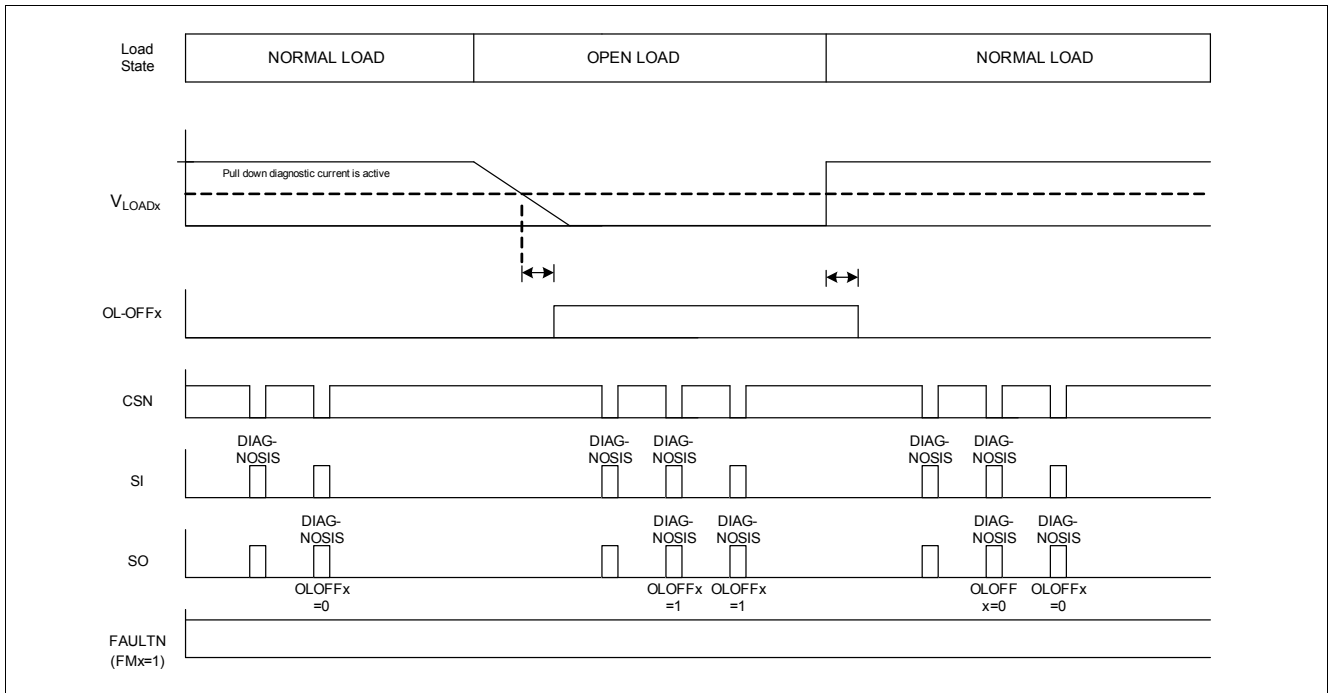 Load
State
NORMAL LOAD
OPEN LOAD
NORMAL LOAD
Pull down diagnostic current is active
VLOADx
OL-OFFx
CSN
DIAG-
NOSIS
DIAG-
NOSIS
DIAG-
NOSIS
DIAG-
NOSIS
DIAG-
NOSIS
SI
DIAG-
NOSIS
DIAG-
NOSIS
DIAG-
NOSIS
DIAG-
NOSIS
DIAG-
NOSIS
SO
OLOFFx
=0
OLOFFx
=1
OLOFFx
=1
OLOFF
x=0
OLOFFx
=0
FAULTN
(FMx=1)